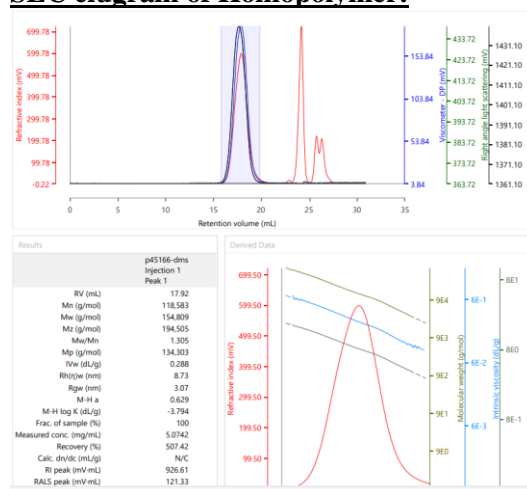 SEC elugram of Homopolymer:
699.78
599.78
499.78
399.78
299.78
199.78
99.78
-0.22
Refractive index (mV)
153.84
103.84
53.84
3.84
Viscometer - DP (mV)
433.72
423.72
413.72
403.72
393.72
383.72
373.72
363.72
Right angle light scattering (mV)
1431.10
1421.10
1411.10
1401.10
1391.10
1381.10
1371.10
1361.10
0 5 10 15 20 25 30 35
Retention volume (mL)
Results
p45166-dms
Injection 1
Peak 1
RV (mL) 17.92
Mn (g/mol) 118,583
Mw (g/mol) 154,809
Mz (g/mol) 194,505
Mw/Mn 1.305
Mp (g/mol) 134,303
IVw (dL/g) 0.288
Rh(η)w (nm) 8.73
Rgw (nm) 3.07
M-H a 0.629
M-H log K (dL/g) -3.794
Frac. of sample (%) 100
Measured conc. (mg/mL) 5.0742
Recovery (%) 507.42
Calc. dn/dc (mL/g) N/C
RI peak (mV·mL) 926.61
RALS peak (mV·mL) 121.33
Derived Data
699.50
599.50
499.50
399.50
299.50
199.50
99.50
Refractive index (mV)
9E4
9E3
9E2
9E1
9E0
Molecular weight (g/mol)
6E-1
6E-2
6E-3
Intrinsic viscosity (dL/g)
8E1
8E0
8E-1